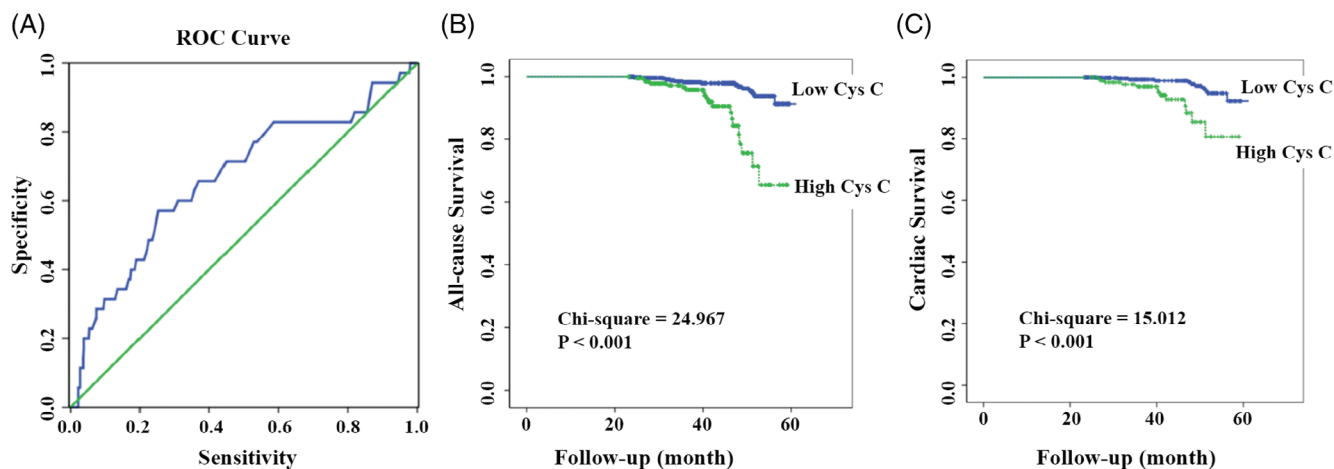 (A)
ROC Curve
1.0
0.8
0.6
0.4
0.2
0.0
Specificity
0.0 0.2 0.4 0.6 0.8 1.0
Sensitivity
(B)
1.0
0.8
0.6
0.4
0.2
0.0
All-cause Survival
Low Cys C
High Cys C
Chi-square = 24.967
P < 0.001
0 20 40 60
Follow-up (month)
(C)
1.0
0.8
0.6
0.4
0.2
0.0
Cardiac Survival
Low Cys C
High Cys C
Chi-square = 15.012
P < 0.001
0 20 40 60
Follow-up (month)